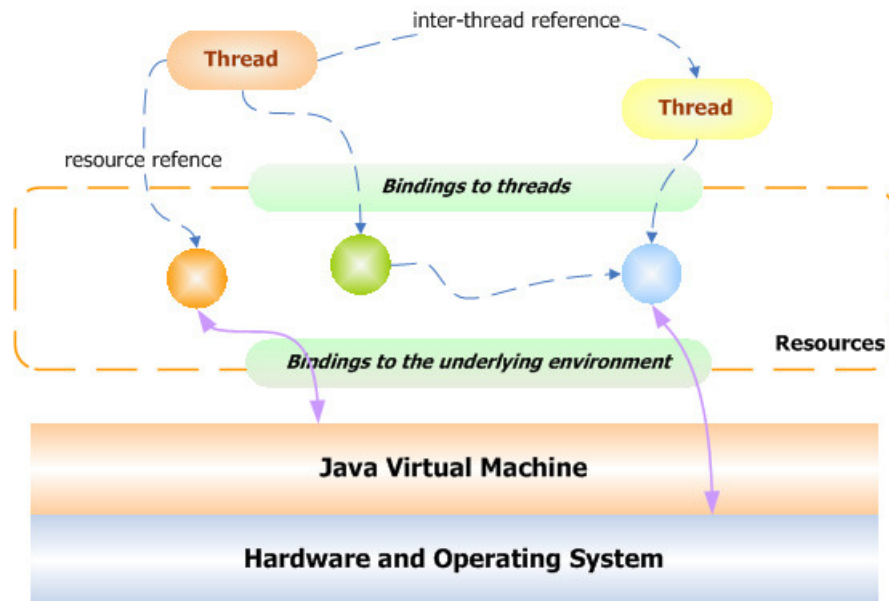 inter-thread reference
Thread
Thread
resource refence
Bindings to threads
Resources
Bindings to the underlying environment
Java Virtual Machine
Hardware and Operating System